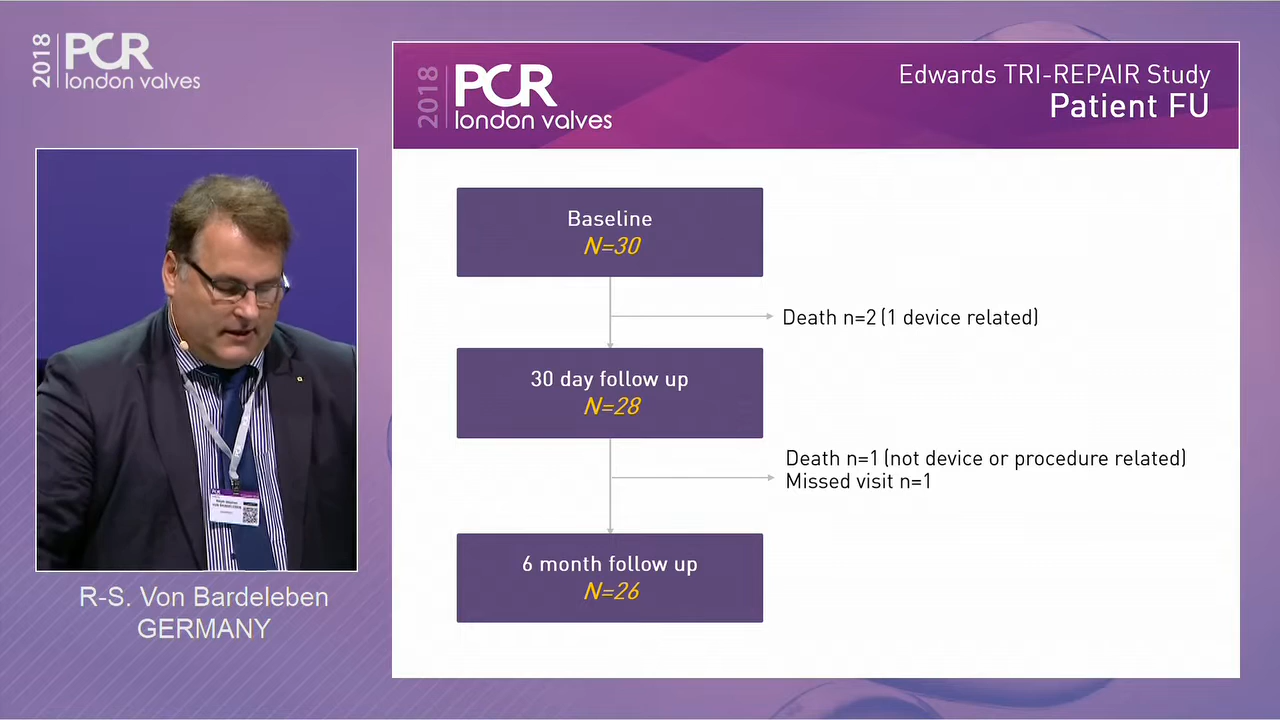 2018
PCR
london valves
2018
PCR
london valves
Edwards TRI-REPAIR Study
Patient FU
Baseline
N=30
Death n=2 (1 device related)
30 day follow up
N=28
Death n=1 (not device or procedure related)
Missed visit n=1
6 month follow up
N=26
R-S. Von Bardeleben
GERMANY